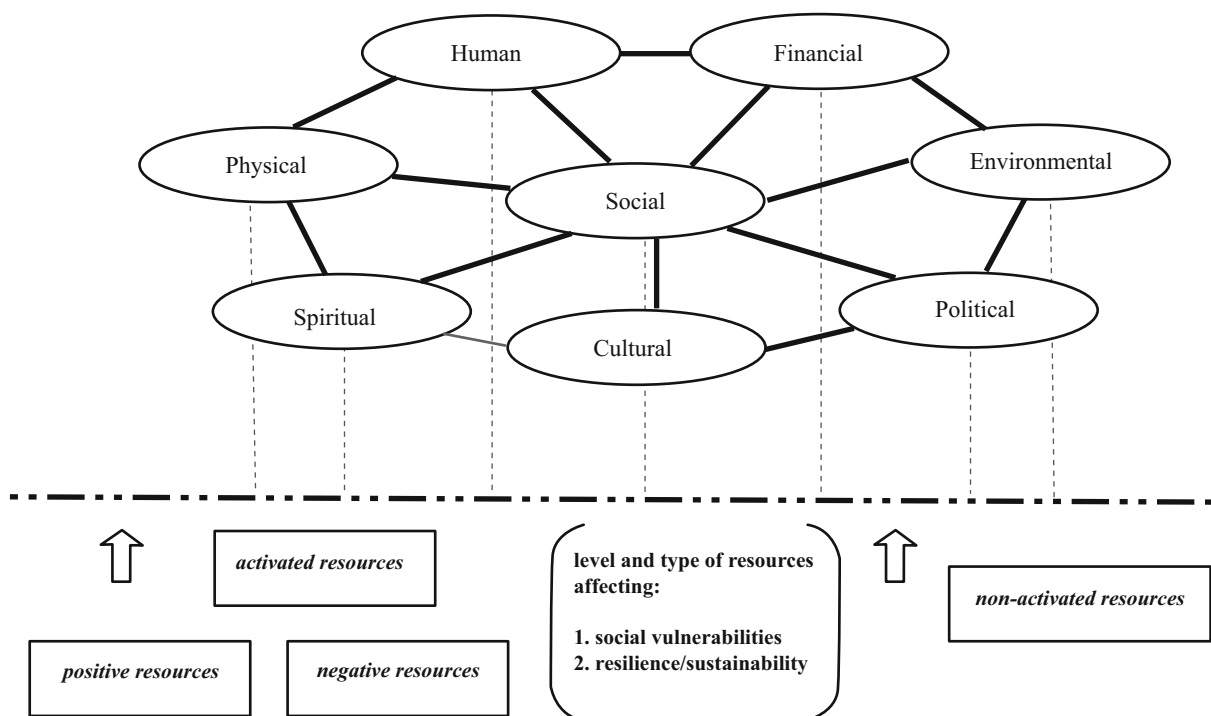 Human
Financial
Physical
Environmental
Social
Spiritual
Political
Cultural
activated resources
positive resources
negative resources
level and type of resources
affecting:
1. social vulnerabilities
2. resilience/sustainability
non-activated resources